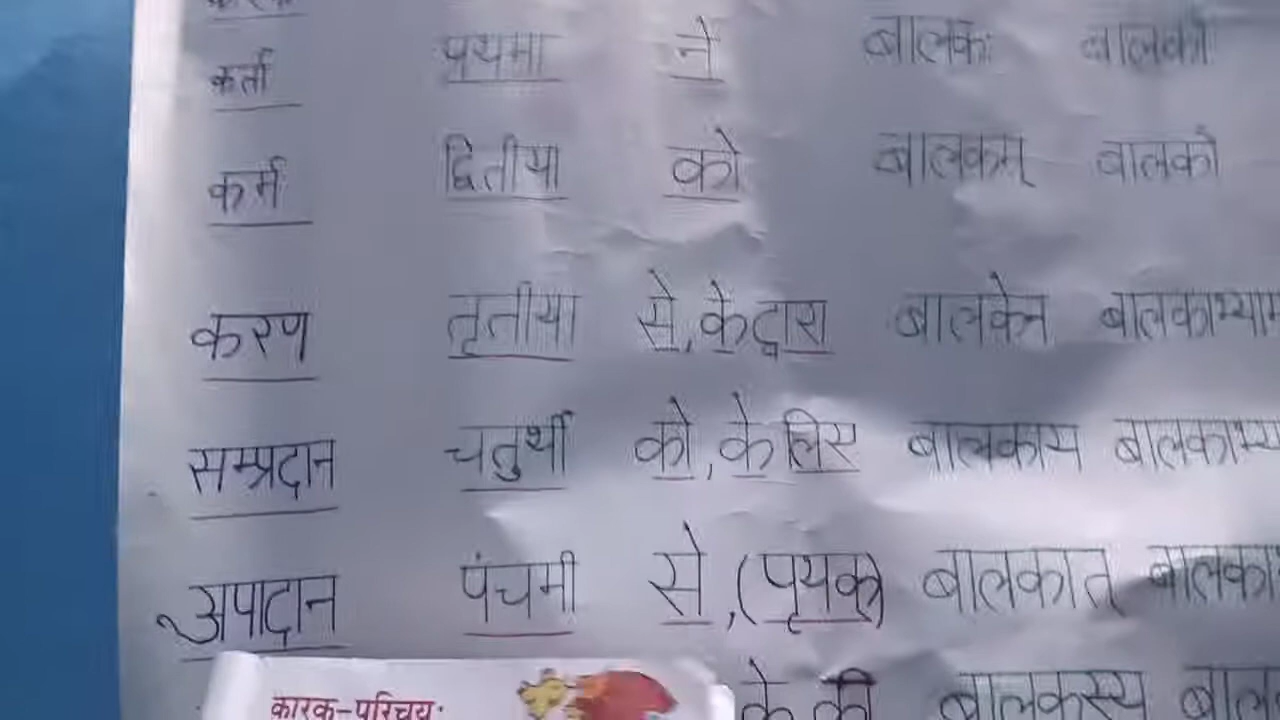 कर्ता प्रथमा ने बालकः बालकौ
कर्म द्वितीया को बालकम् बालकौ
करण तृतीया से, के द्वारा बालकेन
सम्प्रदान चतुर्थी को, के लिए बालकाय
अपादान पंचमी से, (पृथक्) बालकात्
के की बालकस्य
कारक-परिचयः